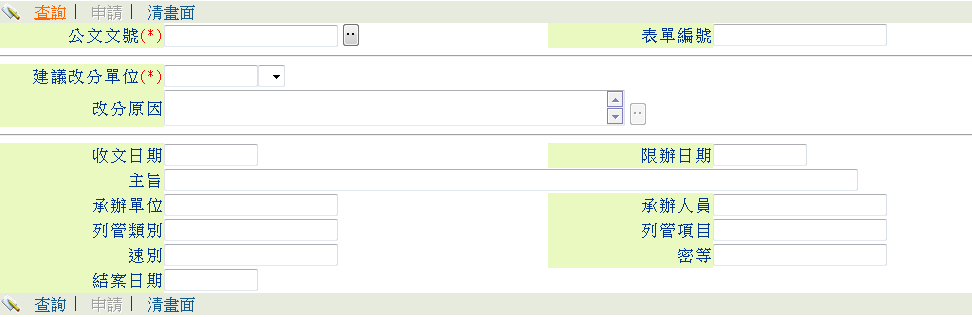 查詢 | 申請 | 清畫面
公文文號(*) 表單編號
建議改分單位(*)
改分原因
收文日期 限辦日期
主旨
承辦單位 承辦人員
列管類別 列管項目
速別 密等
結案日期
查詢 | 申請 | 清畫面